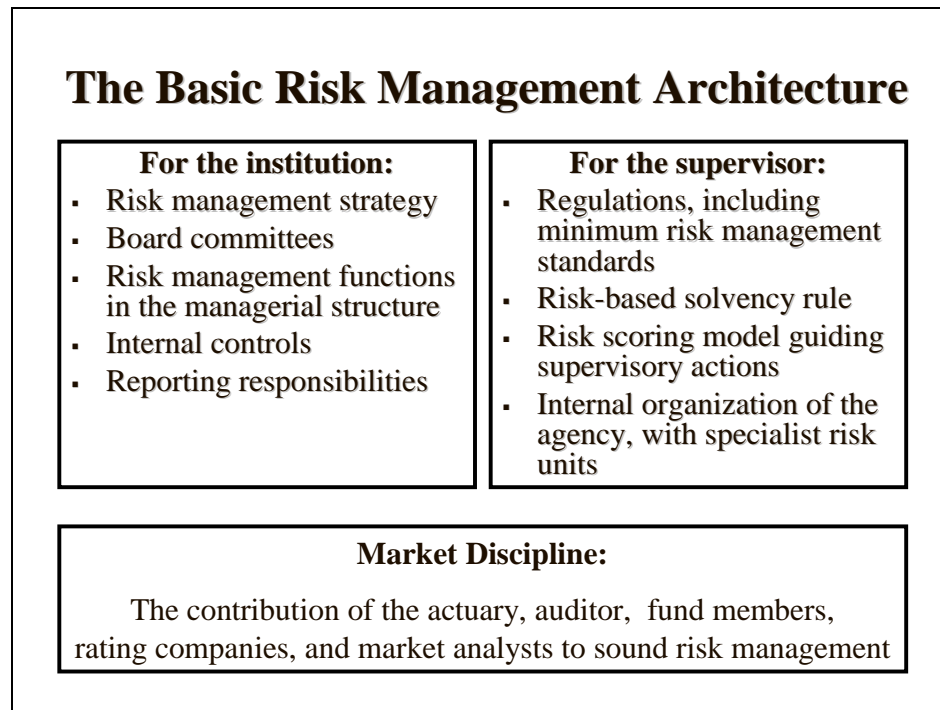 The Basic Risk Management Architecture
For the institution:
▪ Risk management strategy
▪ Board committees
▪ Risk management functions
in the managerial structure
▪ Internal controls
▪ Reporting responsibilities
For the supervisor:
▪ Regulations, including
minimum risk management
standards
▪ Risk-based solvency rule
▪ Risk scoring model guiding
supervisory actions
▪ Internal organization of the
agency, with specialist risk
units
Market Discipline:
The contribution of the actuary, auditor, fund members,
rating companies, and market analysts to sound risk management